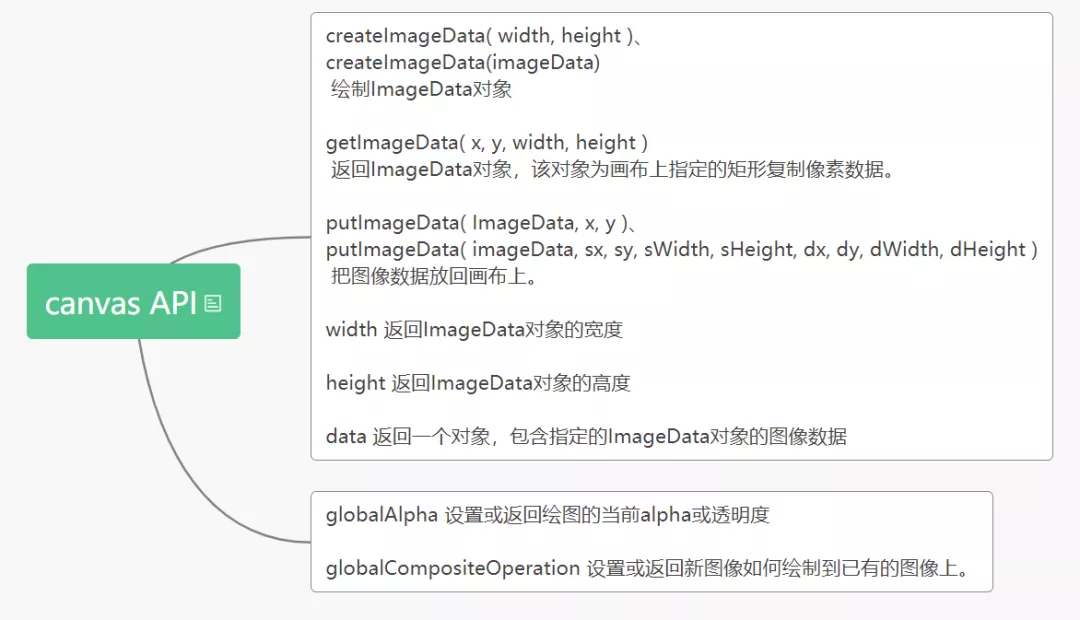 canvas API
createImageData( width, height )、
createImageData(imageData)
绘制ImageData对象
getImageData( x, y, width, height )
返回ImageData对象，该对象为画布上指定的矩形复制像素数据。
putImageData( ImageData, x, y )、
putImageData( imageData, sx, sy, sWidth, sHeight, dx, dy, dWidth, dHeight )
把图像数据放回画布上。
width 返回ImageData对象的宽度
height 返回ImageData对象的高度
data 返回一个对象，包含指定的ImageData对象的图像数据
globalAlpha 设置或返回绘图的当前alpha或透明度
globalCompositeOperation 设置或返回新图像如何绘制到已有的图像上。